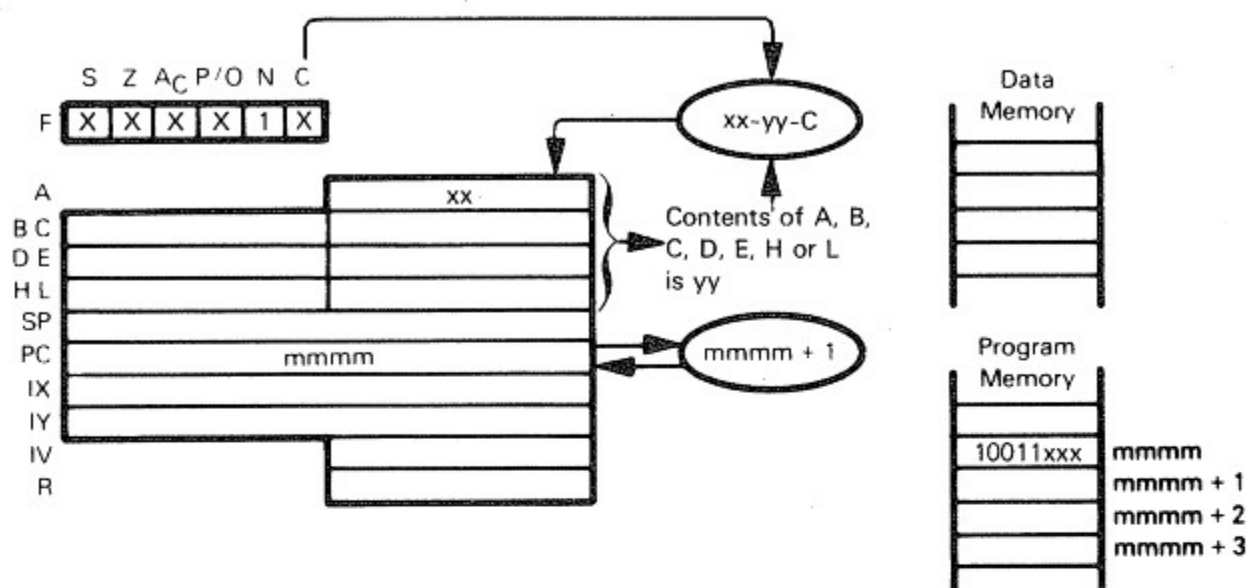 S Z AC P/O N C
F X X X X 1 X
xx-yy-C
A xx
B C
D E
H L
SP
PC mmmm
IX
IY
IV
R
Contents of A, B,
C, D, E, H or L
is yy
mmmm + 1
Data
Memory
Program
Memory
10011xxx mmmm
mmmm + 1
mmmm + 2
mmmm + 3